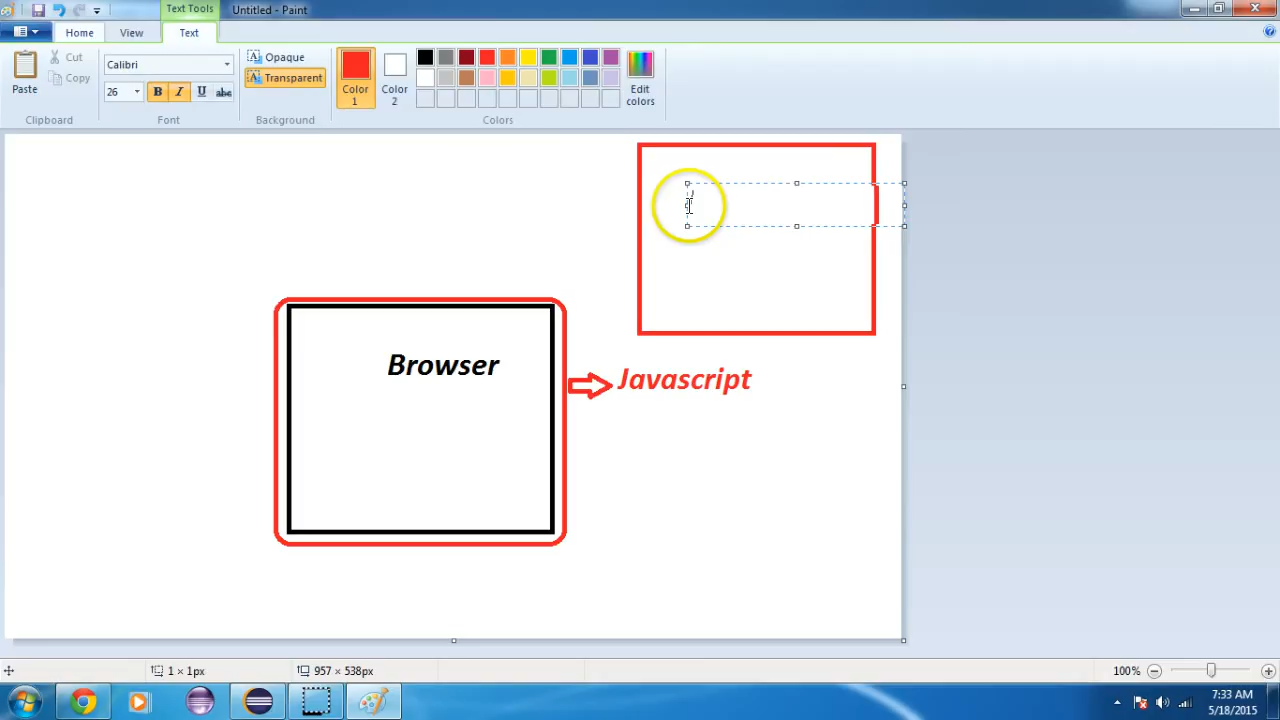 Text Tools
Untitled - Paint
Home
View
Text
Paste
Cut
Copy
Clipboard
Calibri
26
B I U abc
Font
Opaque
Transparent
Background
Color 1
Color 2
Edit colors
Colors
Browser
Javascript
1 × 1px
957 × 538px
100%
7:33 AM
5/18/2015